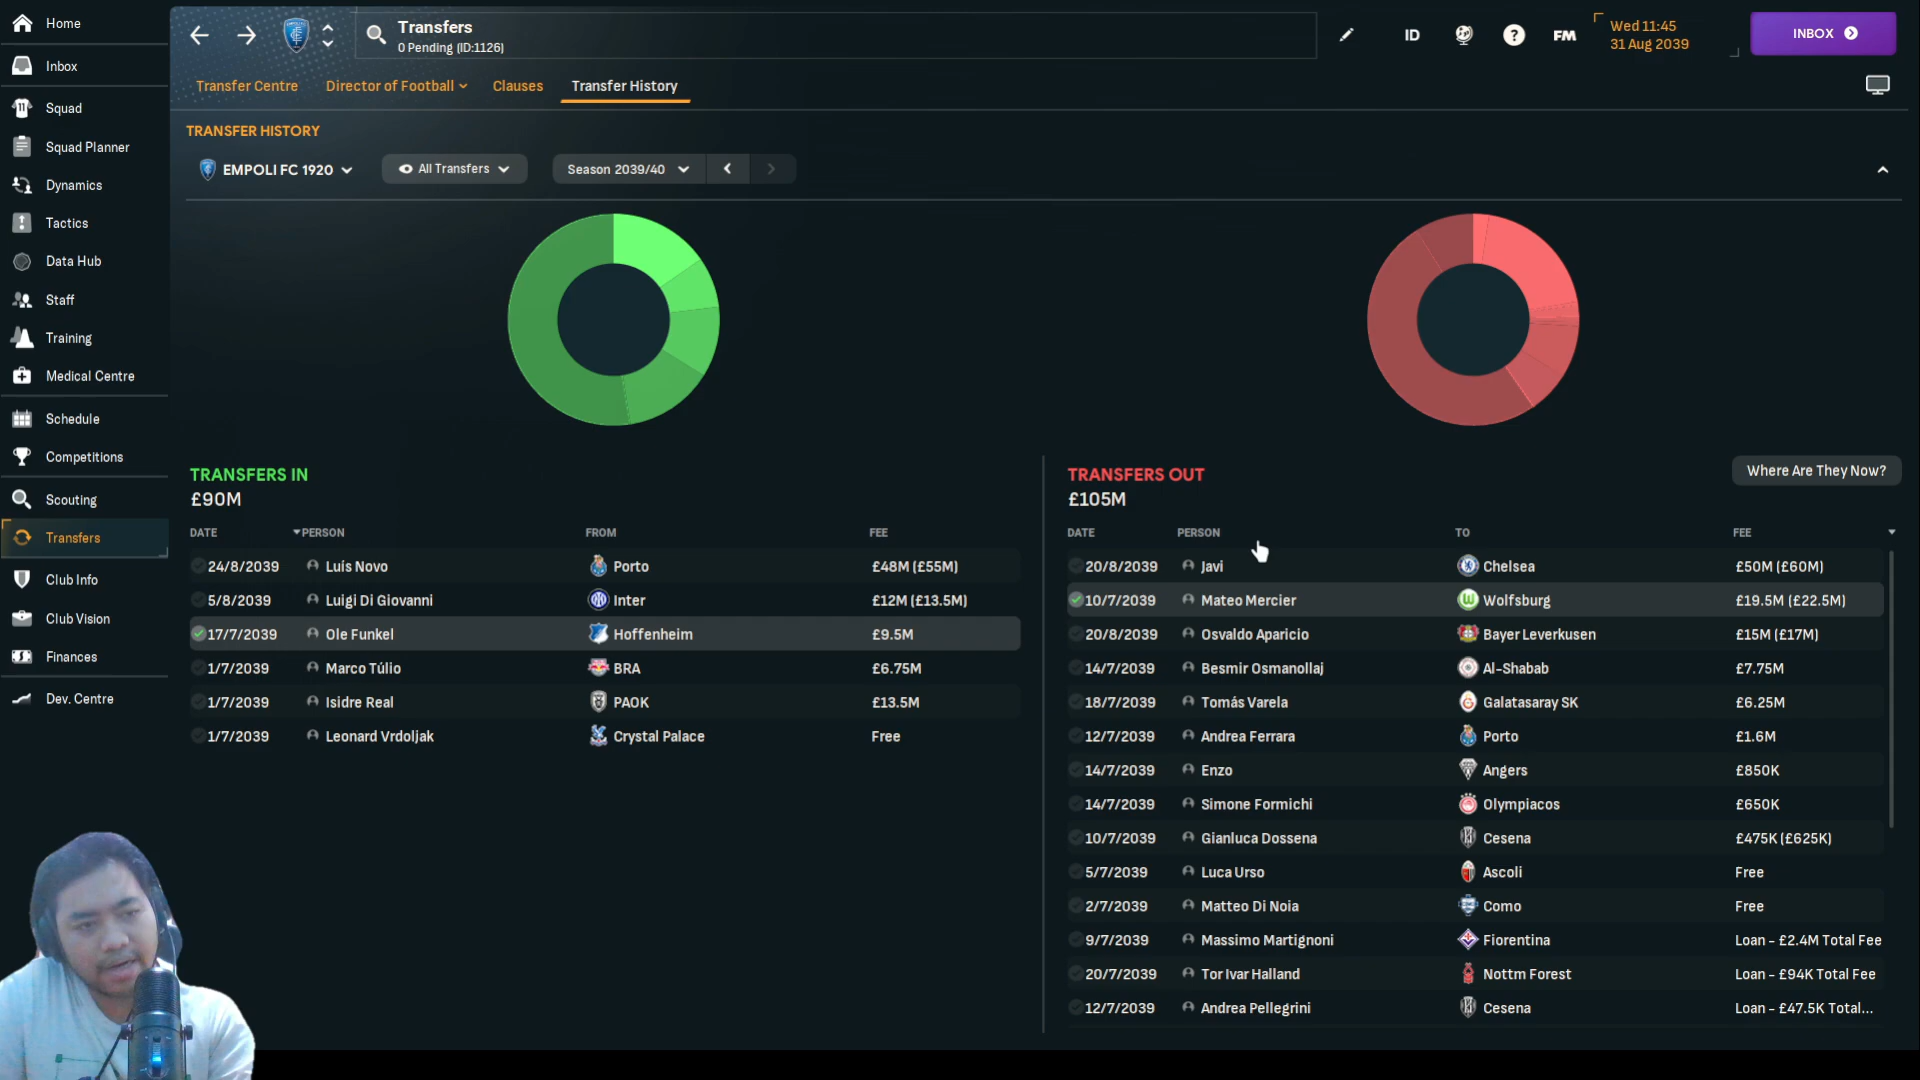 Home
Inbox
Squad
Squad Planner
Dynamics
Tactics
Data Hub
Staff
Training
Medical Centre
Schedule
Competitions
Scouting
Transfers
Club Info
Club Vision
Finances
Dev. Centre
Transfers
0 Pending (ID:1126)
ID
?
FM
Wed 11:45
31 Aug 2039
INBOX
Transfer Centre
Director of Football
Clauses
Transfer History
TRANSFER HISTORY
EMPOLI FC 1920
All Transfers
Season 2039/40
TRANSFERS IN
£90M
DATE PERSON FROM FEE
24/8/2039 Luís Novo Porto £48M (£55M)
5/8/2039 Luigi Di Giovanni Inter £12M (£13.5M)
17/7/2039 Ole Funkel Hoffenheim £9.5M
1/7/2039 Marco Túlio BRA £6.75M
1/7/2039 Isidre Real PAOK £13.5M
1/7/2039 Leonard Vrdoljak Crystal Palace Free
TRANSFERS OUT
£105M
Where Are They Now?
DATE PERSON TO FEE
20/8/2039 Javi Chelsea £50M (£60M)
10/7/2039 Mateo Mercier Wolfsburg £19.5M (£22.5M)
20/8/2039 Osvaldo Aparicio Bayer Leverkusen £15M (£17M)
14/7/2039 Besmir Osmanollaj Al-Shabab £7.75M
18/7/2039 Tomás Varela Galatasaray SK £6.25M
12/7/2039 Andrea Ferrara Porto £1.6M
14/7/2039 Enzo Angers £850K
14/7/2039 Simone Formichi Olympiacos £650K
10/7/2039 Gianluca Dossena Cesena £475K (£625K)
5/7/2039 Luca Urso Ascoli Free
2/7/2039 Matteo Di Noia Como Free
9/7/2039 Massimo Martignoni Fiorentina Loan - £2.4M Total Fee
20/7/2039 Tor Ivar Halland Nottm Forest Loan - £94K Total Fee
12/7/2039 Andrea Pellegrini Cesena Loan - £47.5K Total...